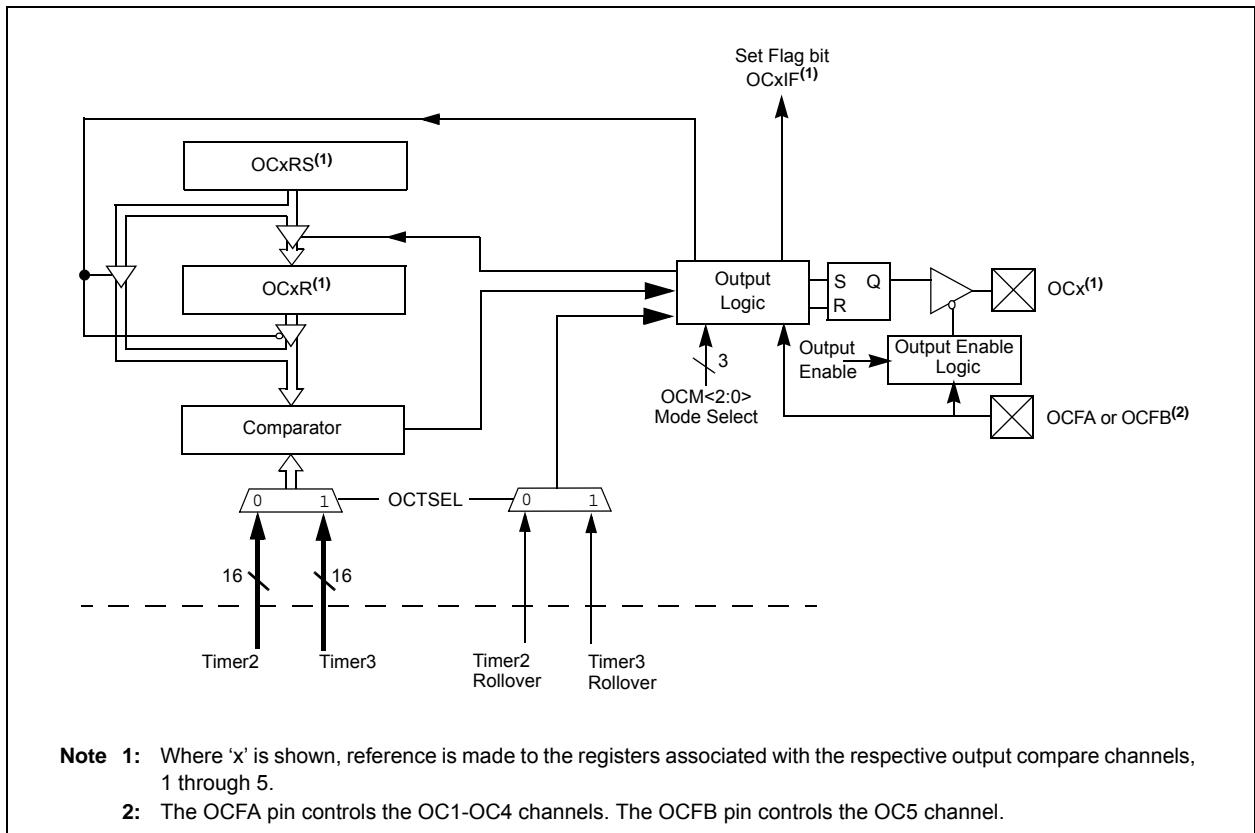 Set Flag bit
OCxIF(1)
OCxRS(1)
OCxR(1)
Output
Logic
S Q
R
OCx(1)
Output
Enable
Output Enable
Logic
3
OCM<2:0>
Mode Select
OCFA or OCFB(2)
Comparator
0 1
OCTSEL
0 1
16
16
Timer2
Timer3
Timer2
Rollover
Timer3
Rollover
Note 1: Where ‘x’ is shown, reference is made to the registers associated with the respective output compare channels,
1 through 5.
2: The OCFA pin controls the OC1-OC4 channels. The OCFB pin controls the OC5 channel.